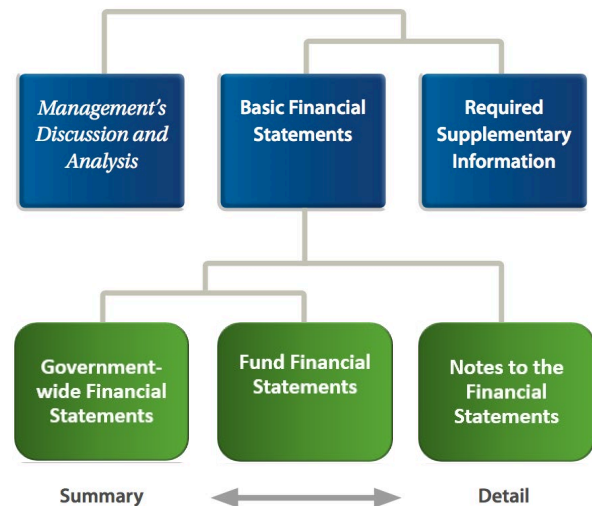 Management's
Discussion and
Analysis
Basic Financial
Statements
Required
Supplementary
Information
Government-
wide Financial
Statements
Fund Financial
Statements
Notes to the
Financial
Statements
Summary
Detail